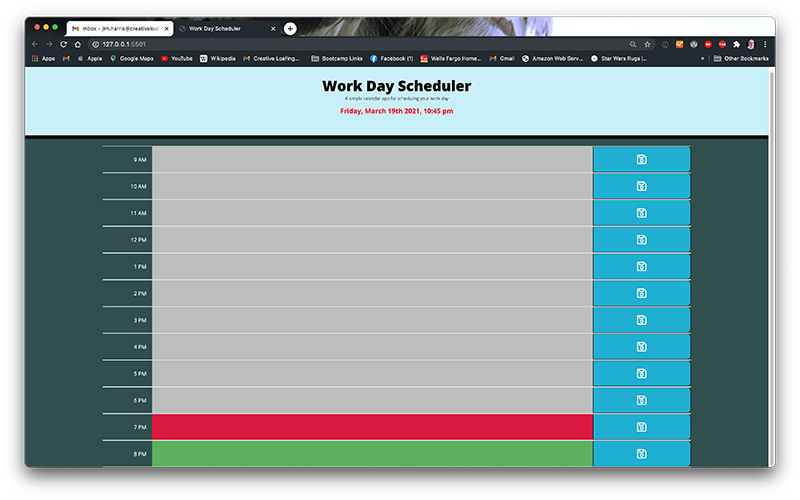 Inbox - jim.harris@creativeloaf
Work Day Scheduler
127.0.0.1:5501
Apps
Apple
Google Maps
YouTube
Wikipedia
Creative Loafing...
Bootcamp Links
Facebook (1)
Wells Fargo Home...
Gmail
Amazon Web Serv...
Star Wars Rugs |...
»
Other Bookmarks
Work Day Scheduler
A simple calendar app for scheduling your work day
Friday, March 19th 2021, 10:45 pm
9 AM
10 AM
11 AM
12 PM
1 PM
2 PM
3 PM
4 PM
5 PM
6 PM
7 PM
8 PM